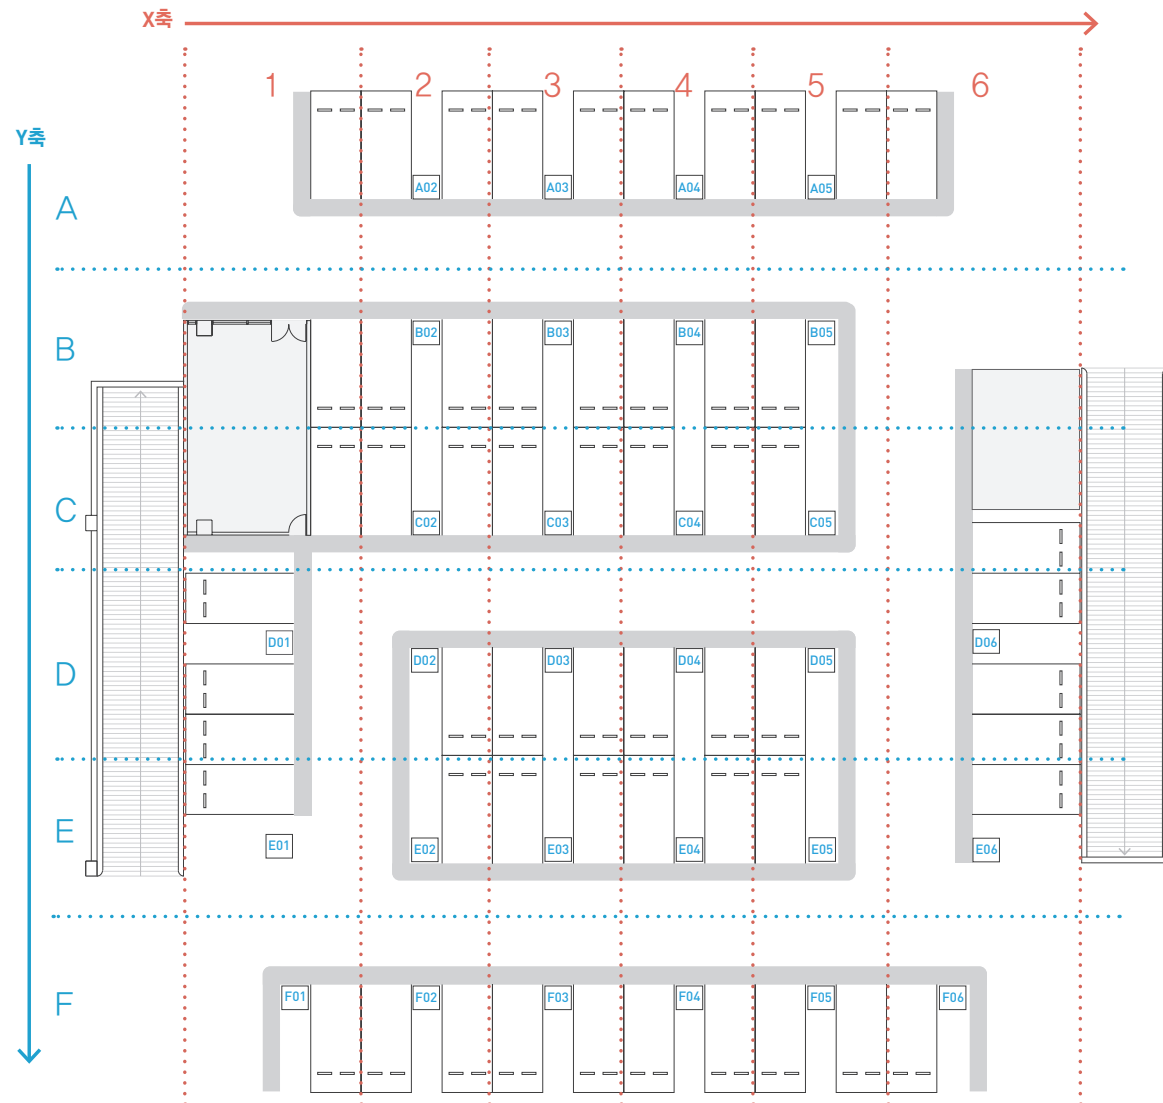 X축
1 2 3 4 5 6
Y축
A02 A03 A04 A05
A
B02 B03 B04 B05
B
C
C02 C03 C04 C05
D01 D06
D02 D03 D04 D05
D
E
E01 E02 E03 E04 E05 E06
F01 F02 F03 F04 F05 F06
F